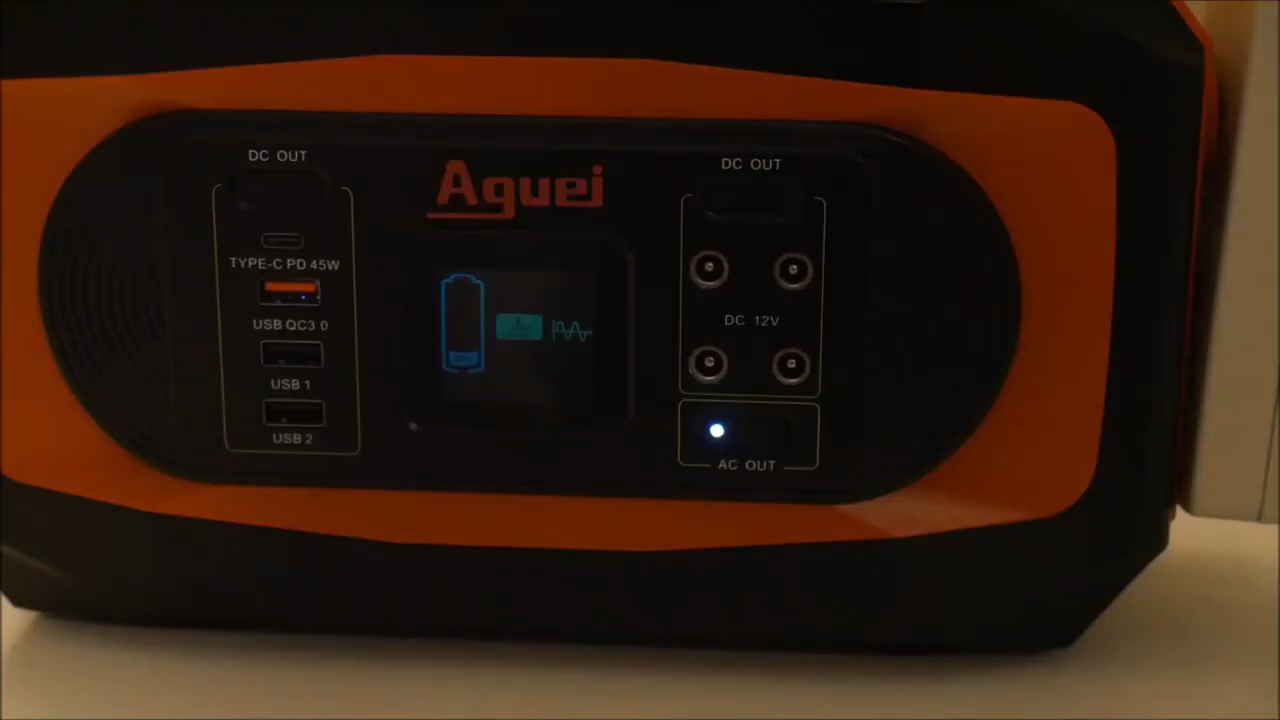 DC OUT
TYPE-C PD 45W
USB QC3.0
USB 1
USB 2
Aguei
DC OUT
DC 12V
AC OUT